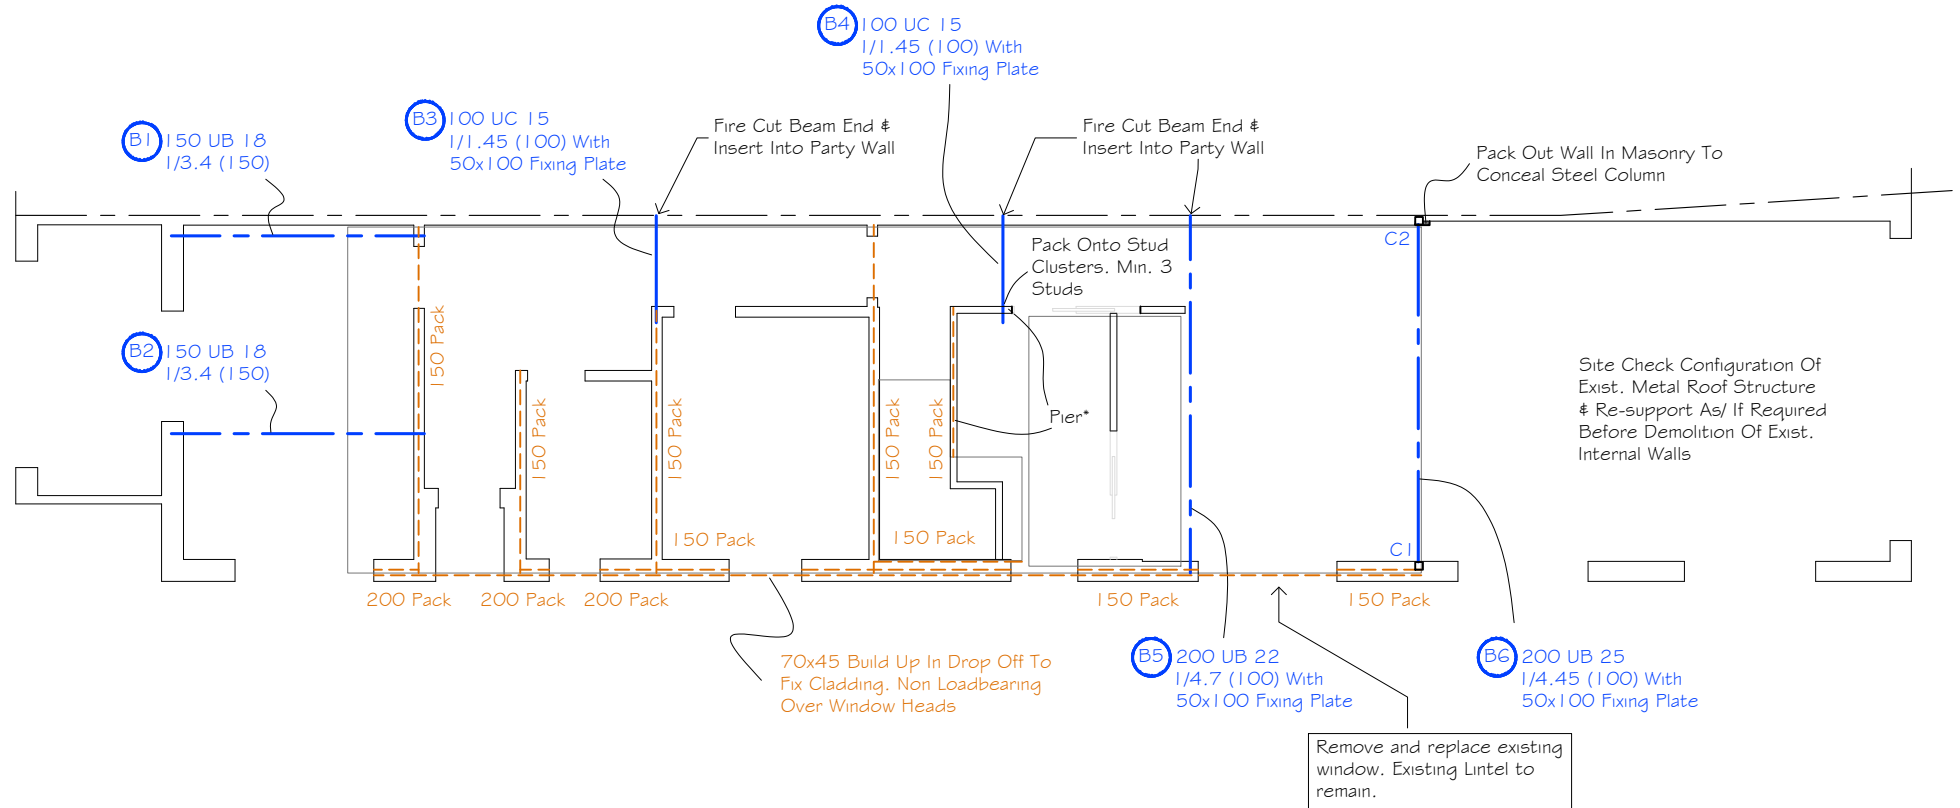 B4 100 UC 15
1/1.45 (100) With
50x100 Fixing Plate
B3 100 UC 15
1/1.45 (100) With
50x100 Fixing Plate
B1 150 UB 18
1/3.4 (150)
Fire Cut Beam End &
Insert Into Party Wall
Fire Cut Beam End &
Insert Into Party Wall
Pack Out Wall In Masonry To
Conceal Steel Column
C2
Pack Onto Stud
Clusters. Min. 3
Studs
B2 150 UB 18
1/3.4 (150)
150 Pack
150 Pack
150 Pack
150 Pack
150 Pack
Pier*
Site Check Configuration Of
Exist. Metal Roof Structure
& Re-support As/ If Required
Before Demolition Of Exist.
Internal Walls
150 Pack
150 Pack
C1
200 Pack
200 Pack
200 Pack
150 Pack
150 Pack
70x45 Build Up In Drop Off To
Fix Cladding. Non Loadbearing
Over Window Heads
B5 200 UB 22
1/4.7 (100) With
50x100 Fixing Plate
B6 200 UB 25
1/4.45 (100) With
50x100 Fixing Plate
Remove and replace existing
window. Existing Lintel to
remain.